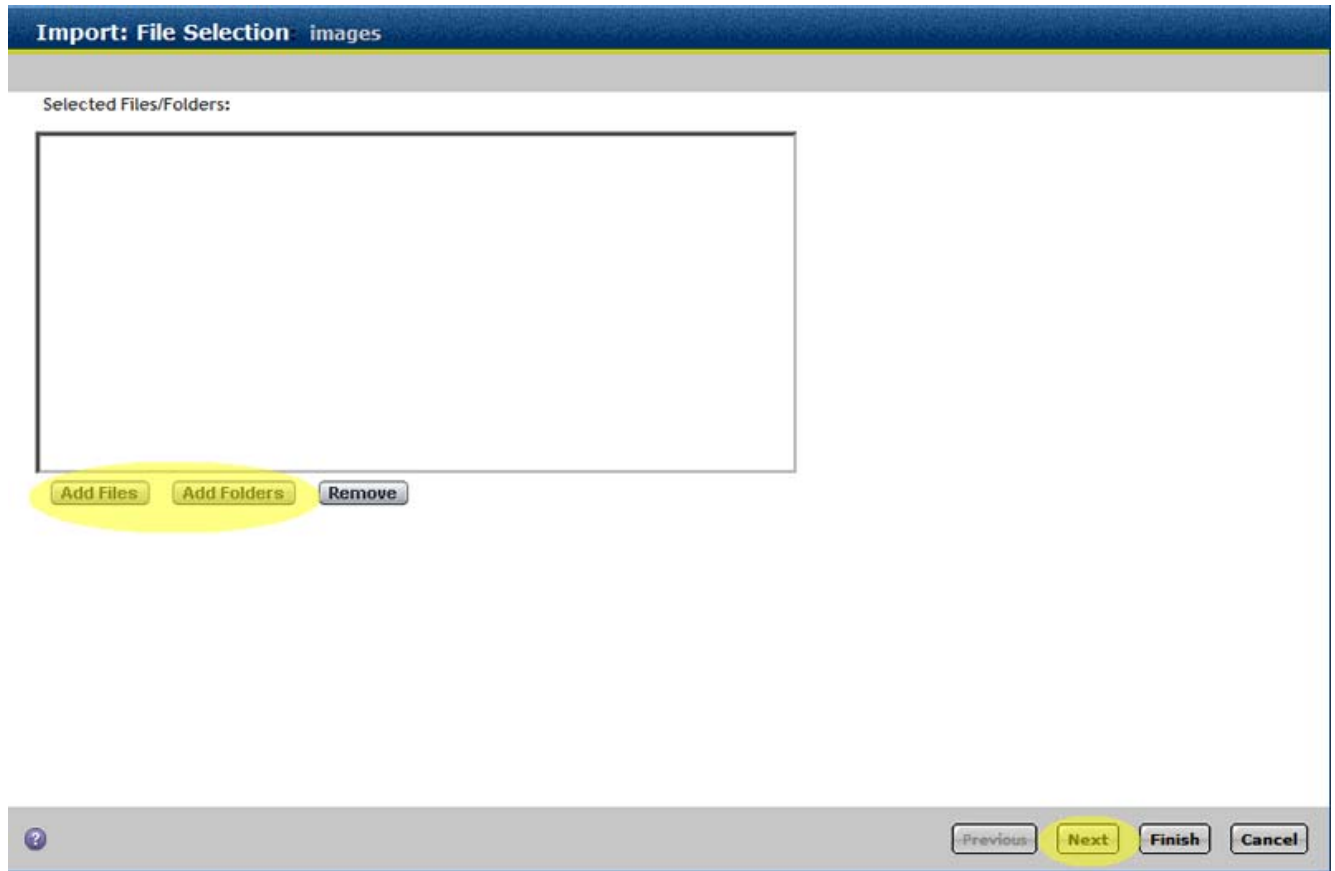 Import: File Selection: images
Selected Files/Folders:
Add Files Add Folders Remove
? Previous Next Finish Cancel